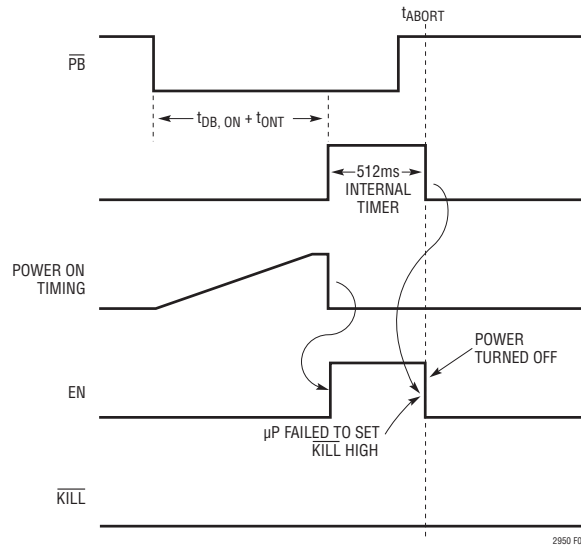 tABORT
PB
tDB, ON + tONT
512ms
INTERNAL
TIMER
POWER ON
TIMING
POWER
TURNED OFF
EN
µP FAILED TO SET
KILL HIGH
KILL
2950 F0